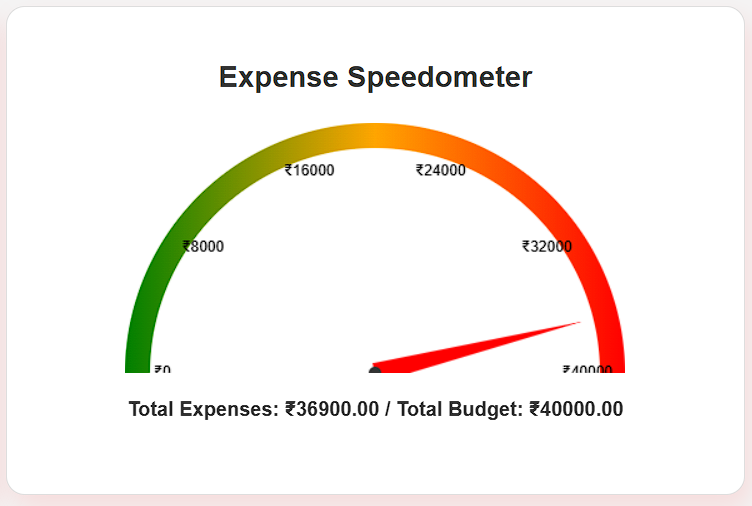 Expense Speedometer
₹16000 ₹24000
₹8000 ₹32000
₹0 ₹40000
Total Expenses: ₹36900.00 / Total Budget: ₹40000.00